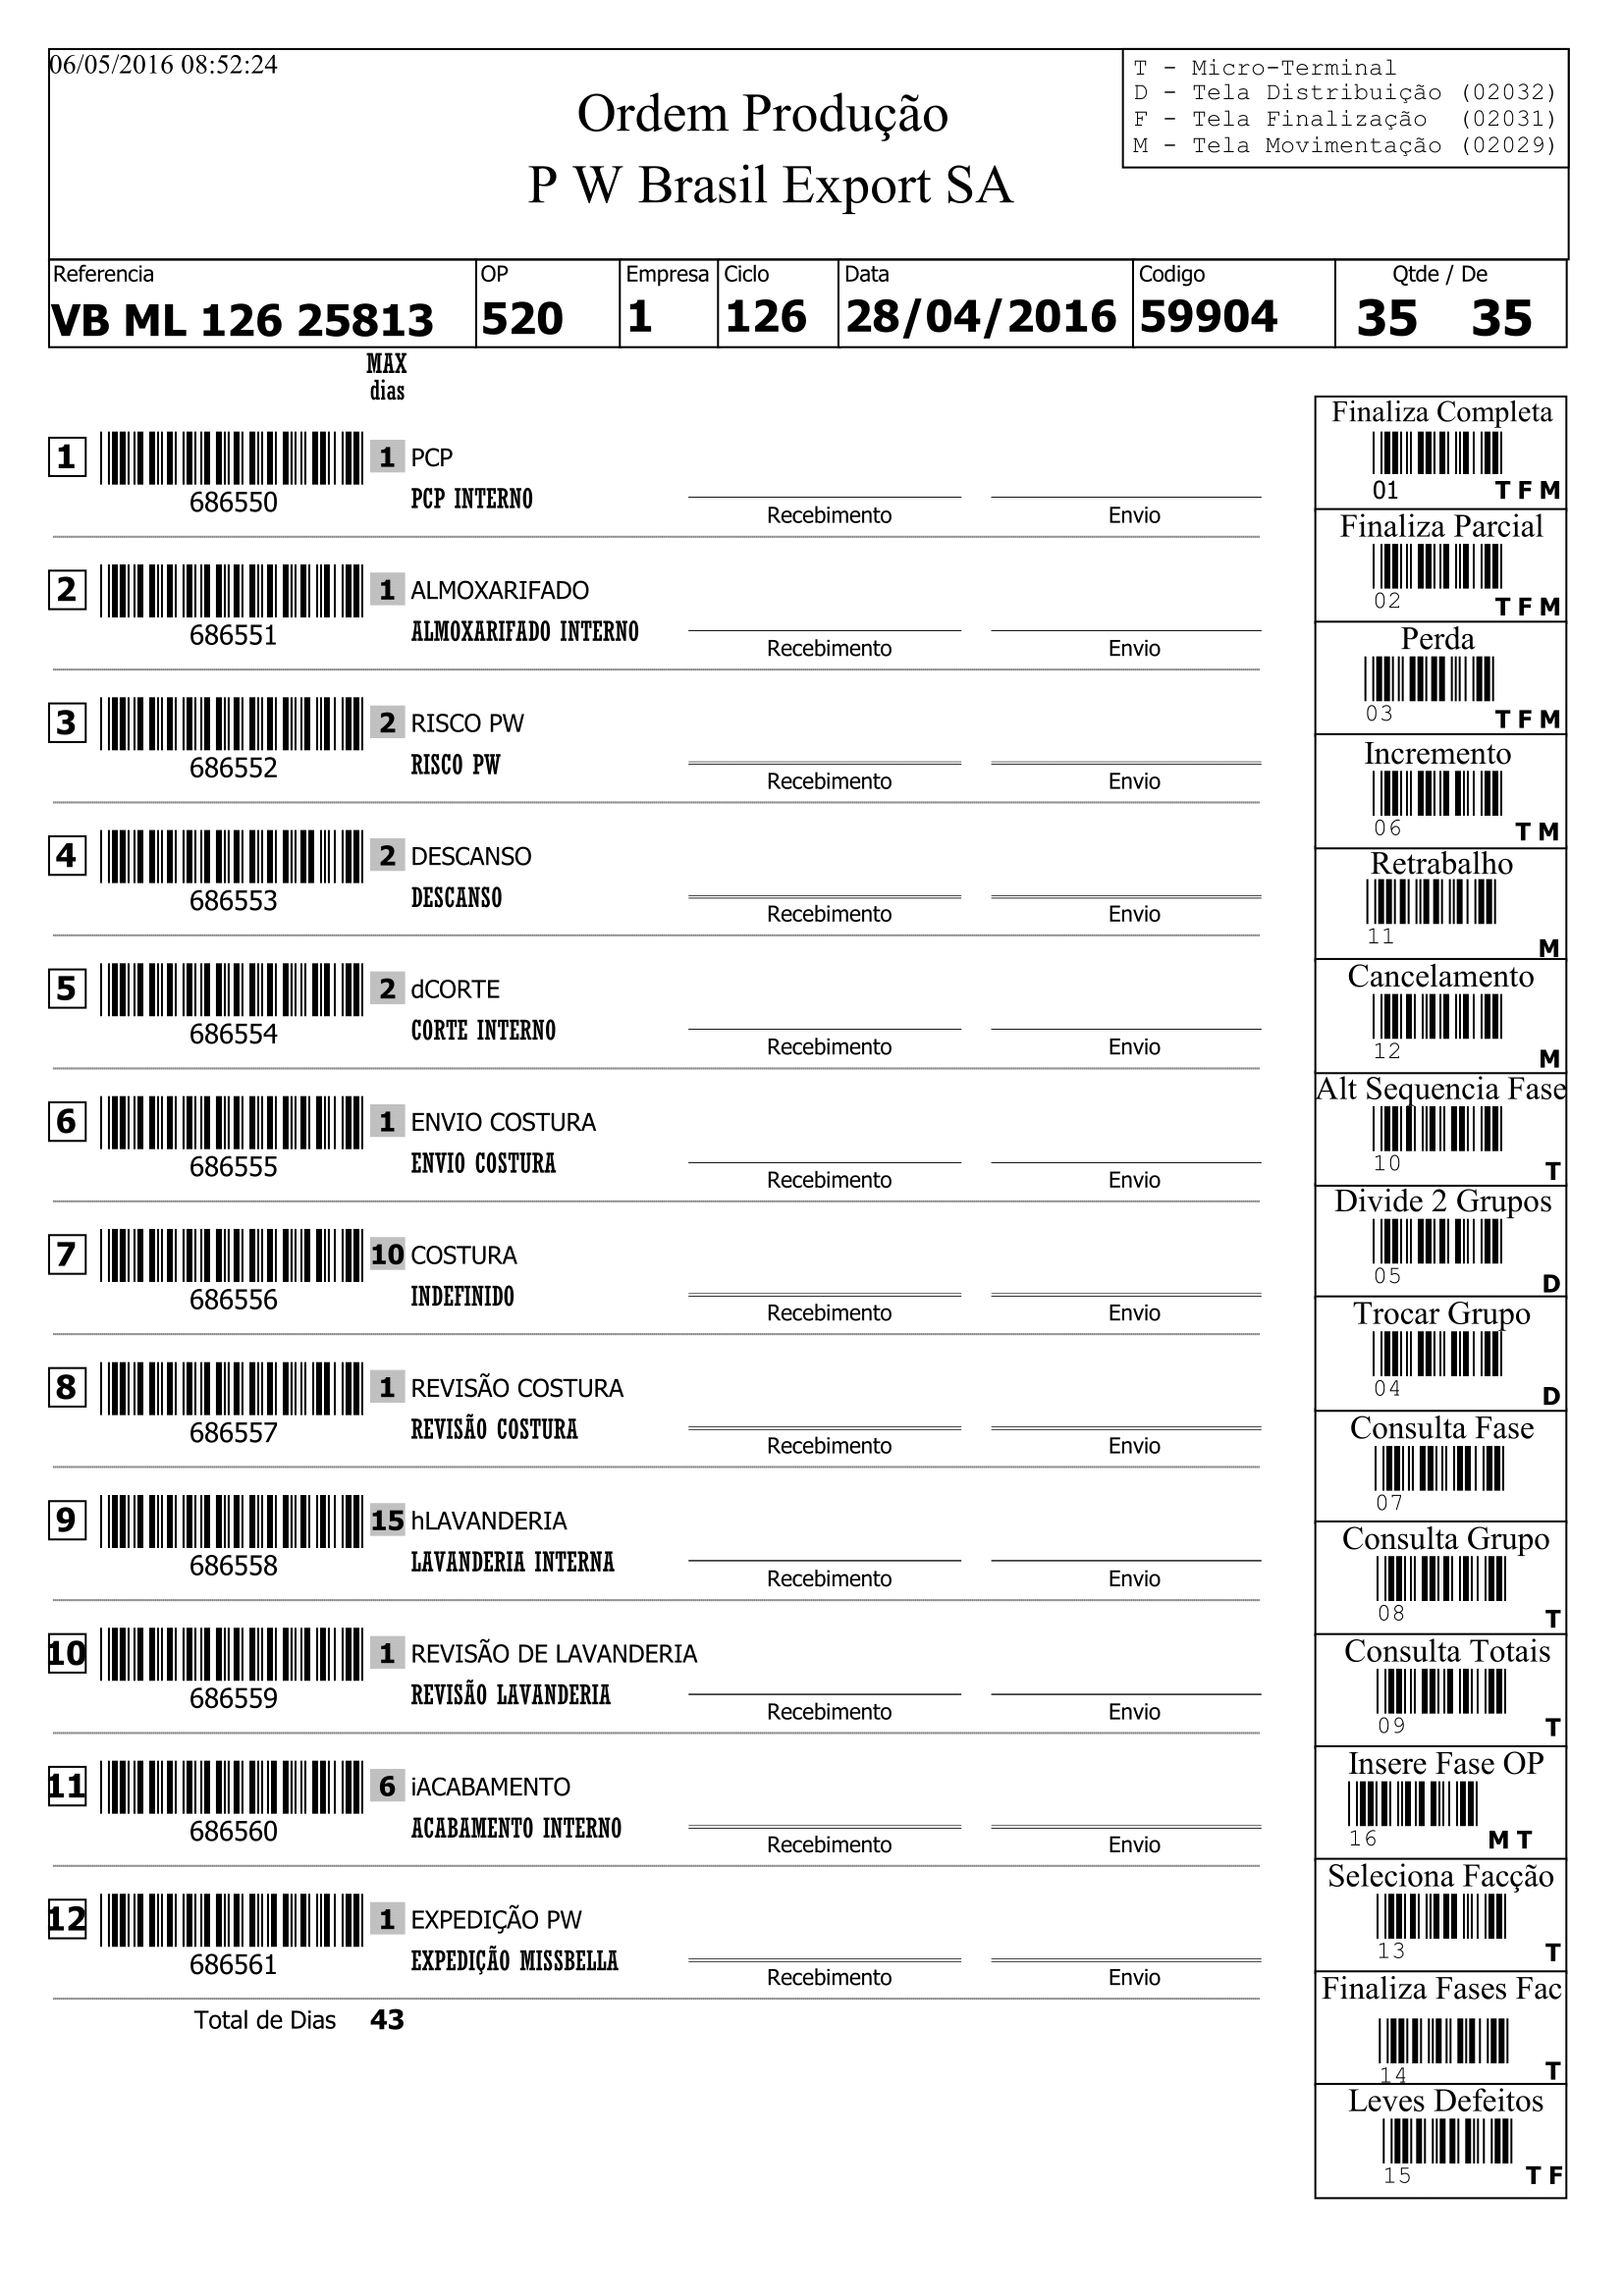 06/05/2016 08:52:24
Ordem Produção
P W Brasil Export SA
T - Micro-Terminal
D - Tela Distribuição (02032)
F - Tela Finalização (02031)
M - Tela Movimentação (02029)
Referencia OP Empresa Ciclo Data Codigo Qtde / De
VB ML 126 25813 520 1 126 28/04/2016 59904 35 35
MAX
dias
1 1 PCP
686550 PCP INTERNO
Recebimento Envio
2 1 ALMOXARIFADO
686551 ALMOXARIFADO INTERNO
Recebimento Envio
3 2 RISCO PW
686552 RISCO PW
Recebimento Envio
4 2 DESCANSO
686553 DESCANSO
Recebimento Envio
5 2 dCORTE
686554 CORTE INTERNO
Recebimento Envio
6 1 ENVIO COSTURA
686555 ENVIO COSTURA
Recebimento Envio
7 10 COSTURA
686556 INDEFINIDO
Recebimento Envio
8 1 REVISÃO COSTURA
686557 REVISÃO COSTURA
Recebimento Envio
9 15 hLAVANDERIA
686558 LAVANDERIA INTERNA
Recebimento Envio
10 1 REVISÃO DE LAVANDERIA
686559 REVISÃO LAVANDERIA
Recebimento Envio
11 6 iACABAMENTO
686560 ACABAMENTO INTERNO
Recebimento Envio
12 1 EXPEDIÇÃO PW
686561 EXPEDIÇÃO MISSBELLA
Recebimento Envio
Total de Dias 43
Finaliza Completa
01 T F M
Finaliza Parcial
02 T F M
Perda
03 T F M
Incremento
06 T M
Retrabalho
11 M
Cancelamento
12 M
Alt Sequencia Fase
10 T
Divide 2 Grupos
05 D
Trocar Grupo
04 D
Consulta Fase
07
Consulta Grupo
08 T
Consulta Totais
09 T
Insere Fase OP
16 M T
Seleciona Facção
13 T
Finaliza Fases Fac
14 T
Leves Defeitos
15 T F